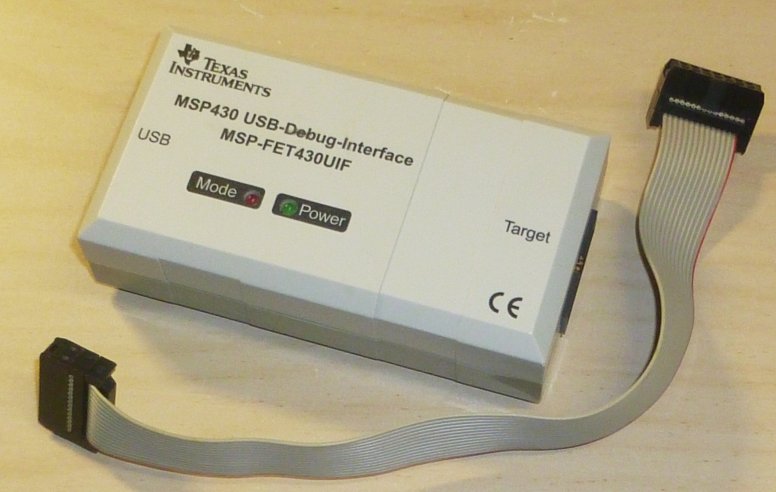 TEXAS
INSTRUMENTS
MSP430 USB-Debug-Interface
MSP-FET430UIF
USB
Mode
Power
Target
CE